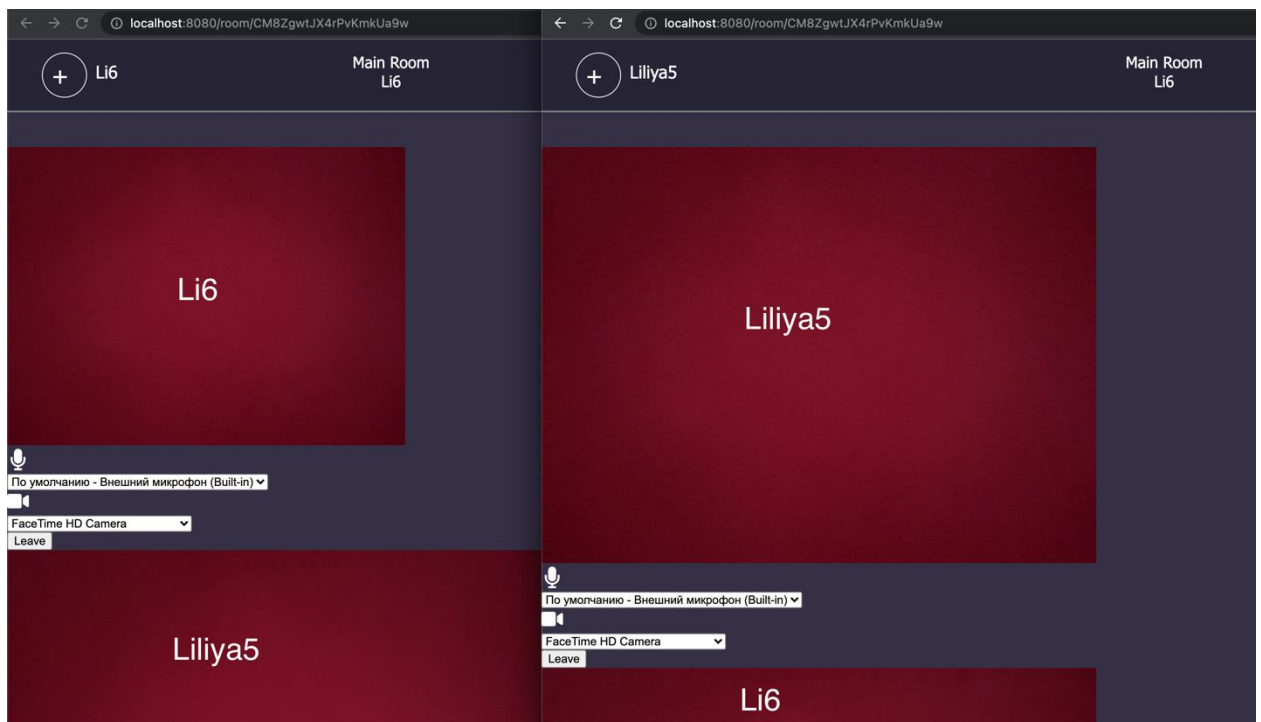 localhost:8080/room/CM8ZgwtJX4rPvKmkUa9w
+ Li6
Main Room
Li6
Li6
По умолчанию - Внешний микрофон (Built-in)
FaceTime HD Camera
Leave
Liliya5
localhost:8080/room/CM8ZgwtJX4rPvKmkUa9w
+ Liliya5
Main Room
Li6
Liliya5
По умолчанию - Внешний микрофон (Built-in)
FaceTime HD Camera
Leave
Li6